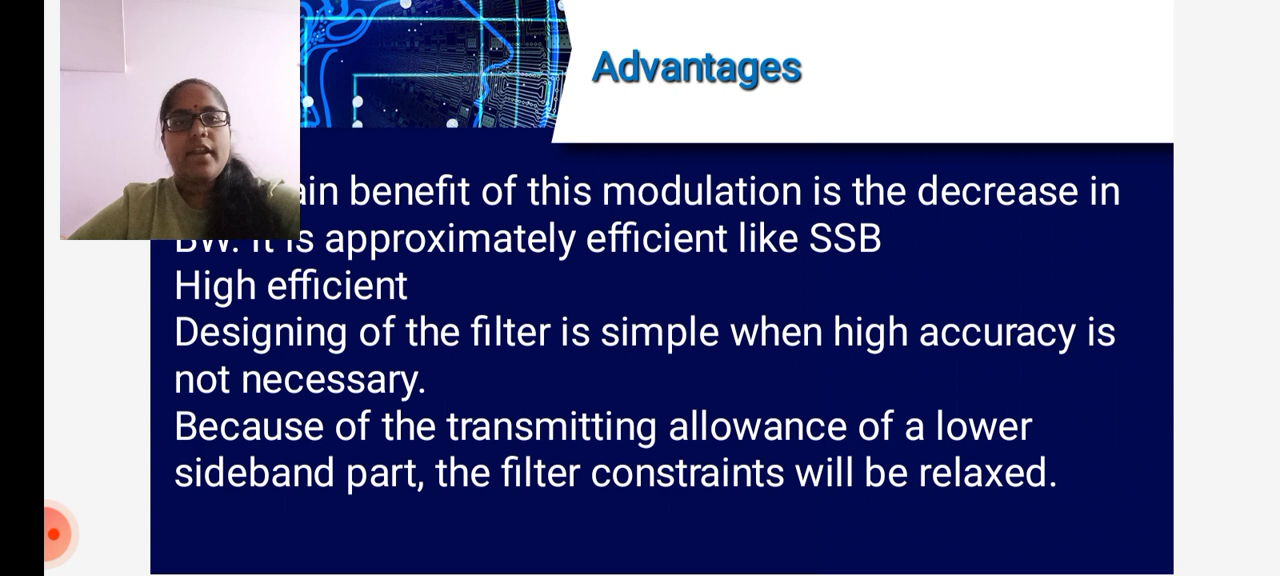 Advantages
benefit of this modulation is the decrease in
is approximately efficient like SSB
High efficient
Designing of the filter is simple when high accuracy is
not necessary.
Because of the transmitting allowance of a lower
sideband part, the filter constraints will be relaxed.